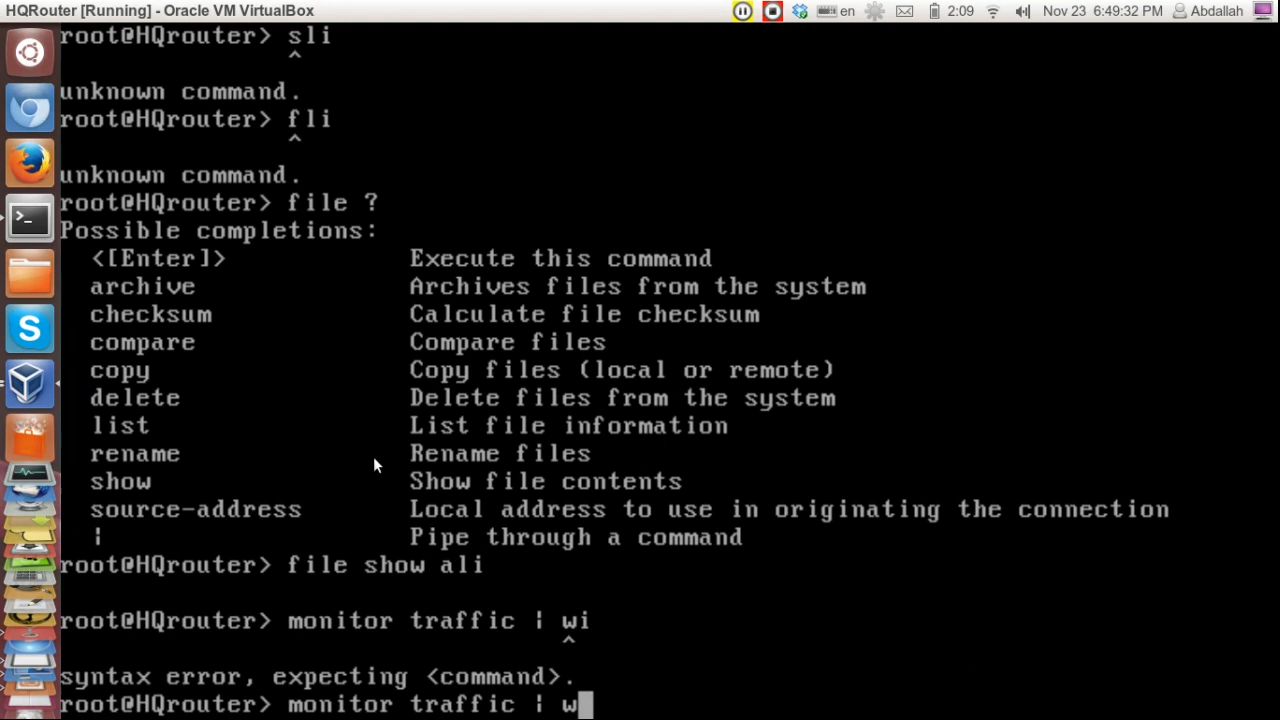 HQRouter [Running] - Oracle VM VirtualBox en 2:09 Nov 23 6:49:32 PM Abdallah
root@HQrouter> sli
^
unknown command.
root@HQrouter> fli
^
unknown command.
root@HQrouter> file ?
Possible completions:
<[Enter]> Execute this command
archive Archives files from the system
checksum Calculate file checksum
compare Compare files
copy Copy files (local or remote)
delete Delete files from the system
list List file information
rename Rename files
show Show file contents
source-address Local address to use in originating the connection
| Pipe through a command
root@HQrouter> file show ali
root@HQrouter> monitor traffic | wi
^
syntax error, expecting <command>.
root@HQrouter> monitor traffic | w